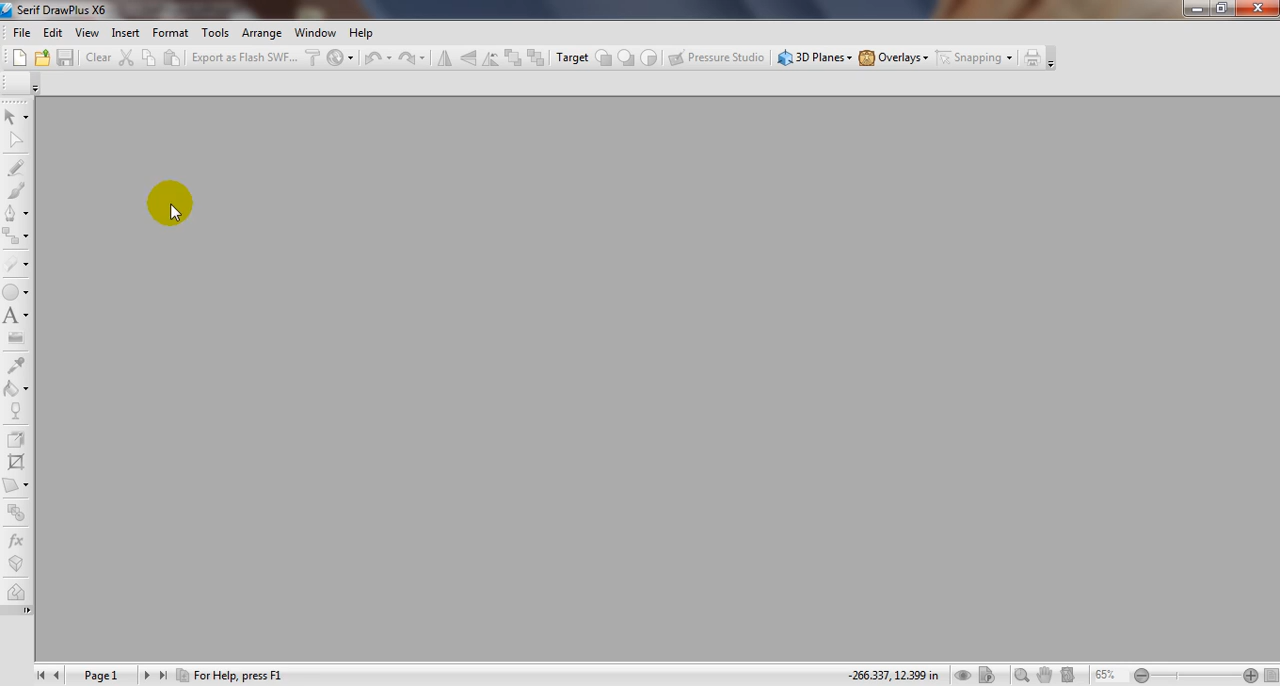 Serif DrawPlus X6
File Edit View Insert Format Tools Arrange Window Help
Clear Export as Flash SWF... Target Pressure Studio 3D Planes Overlays Snapping
A
fx
Page 1 For Help, press F1 -266.337, 12.399 in 65%